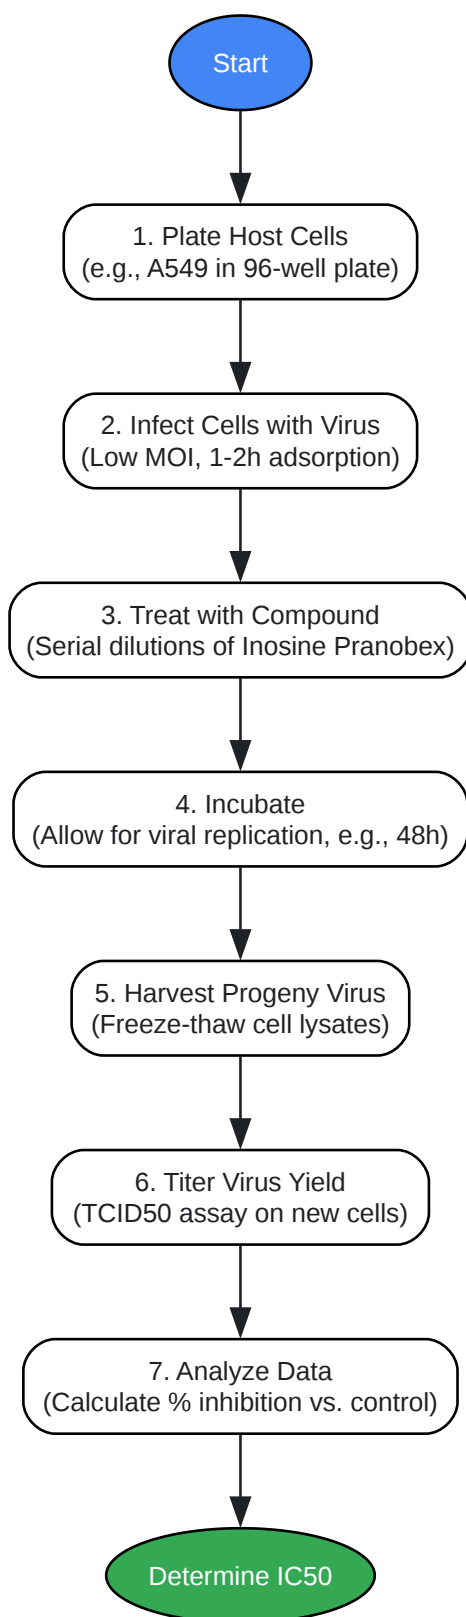 Start
1. Plate Host Cells
(e.g., A549 in 96-well plate)
2. Infect Cells with Virus
(Low MOI, 1-2h adsorption)
3. Treat with Compound
(Serial dilutions of Inosine Pranobex)
4. Incubate
(Allow for viral replication, e.g., 48h)
5. Harvest Progeny Virus
(Freeze-thaw cell lysates)
6. Titer Virus Yield
(TCID50 assay on new cells)
7. Analyze Data
(Calculate % inhibition vs. control)
Determine IC50